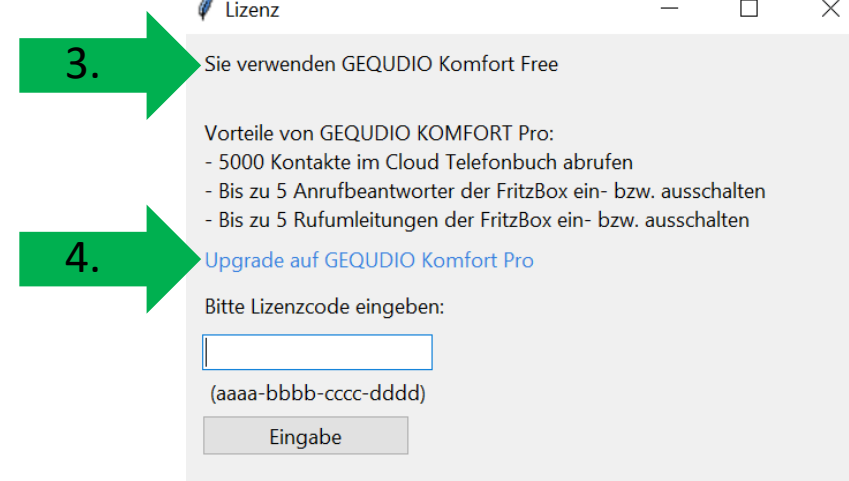 Lizenz
3.
Sie verwenden GEQUDIO Komfort Free
Vorteile von GEQUDIO KOMFORT Pro:
- 5000 Kontakte im Cloud Telefonbuch abrufen
- Bis zu 5 Anrufbeantworter der FritzBox ein- bzw. ausschalten
- Bis zu 5 Rufumleitungen der FritzBox ein- bzw. ausschalten
4.
Upgrade auf GEQUDIO Komfort Pro
Bitte Lizenzcode eingeben:
(aaaa-bbbb-cccc-dddd)
Eingabe